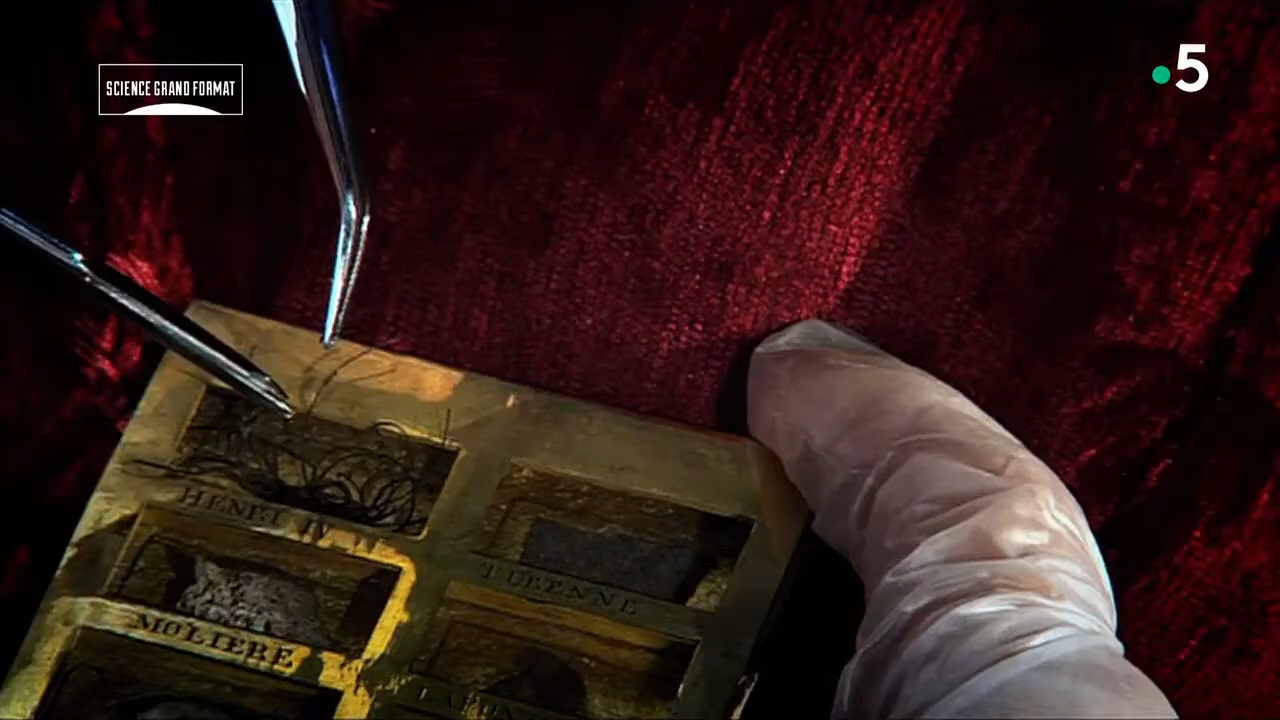 SCIENCE GRAND FORMAT
5
HENRI IV
TURENNE
MOLIERE